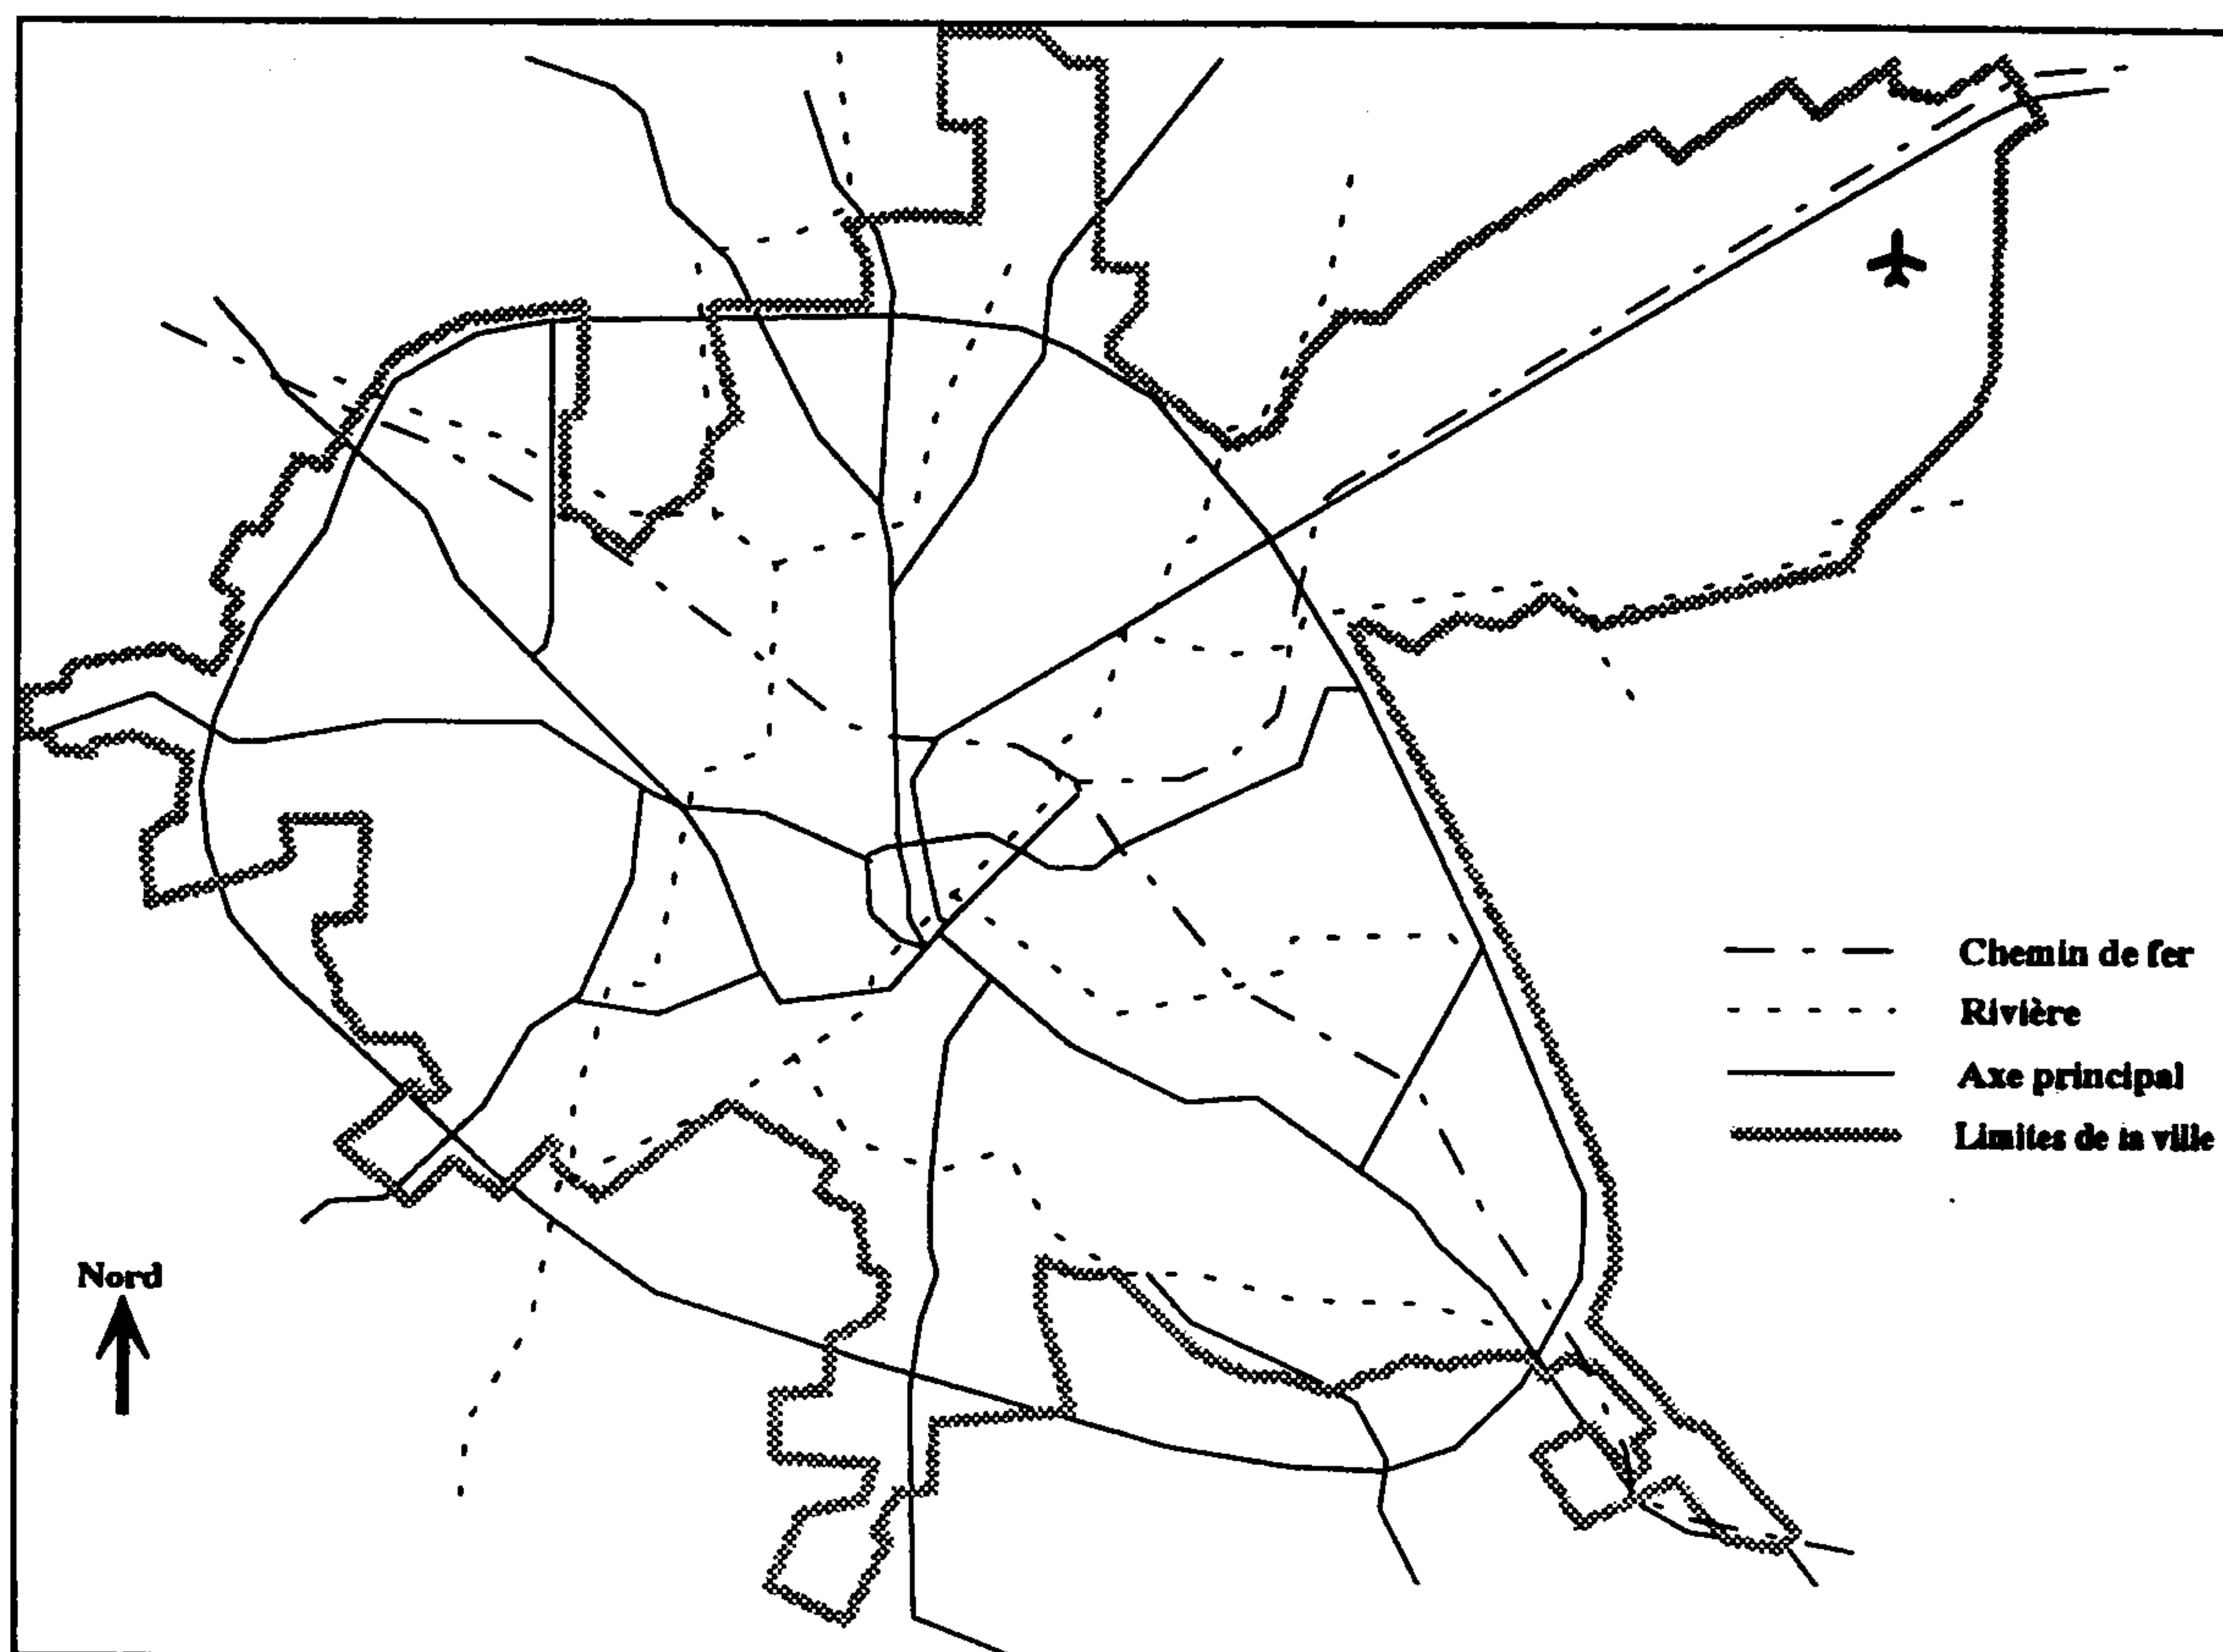 Chemin de fer
Rivière
Axe principal
Limites de la ville
Nord